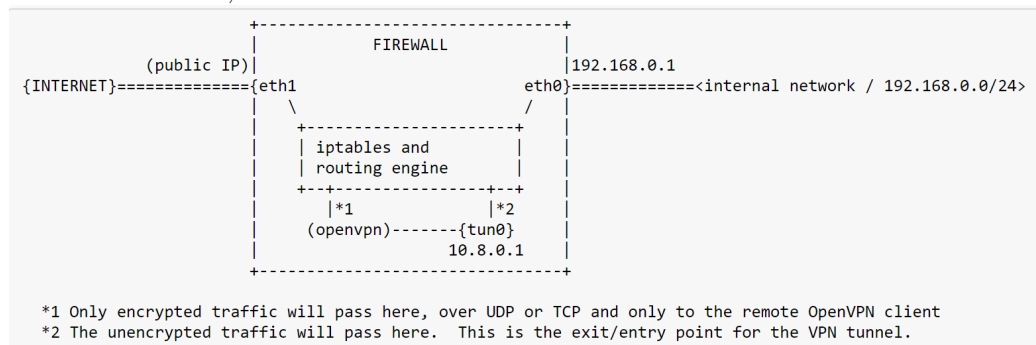 FIREWALL
(public IP)
192.168.0.1
{INTERNET}=============={eth1 eth0}=============<internal network / 192.168.0.0/24>
iptables and
routing engine
*1 *2
(openvpn)-------{tun0}
10.8.0.1
*1 Only encrypted traffic will pass here, over UDP or TCP and only to the remote OpenVPN client
*2 The unencrypted traffic will pass here.  This is the exit/entry point for the VPN tunnel.